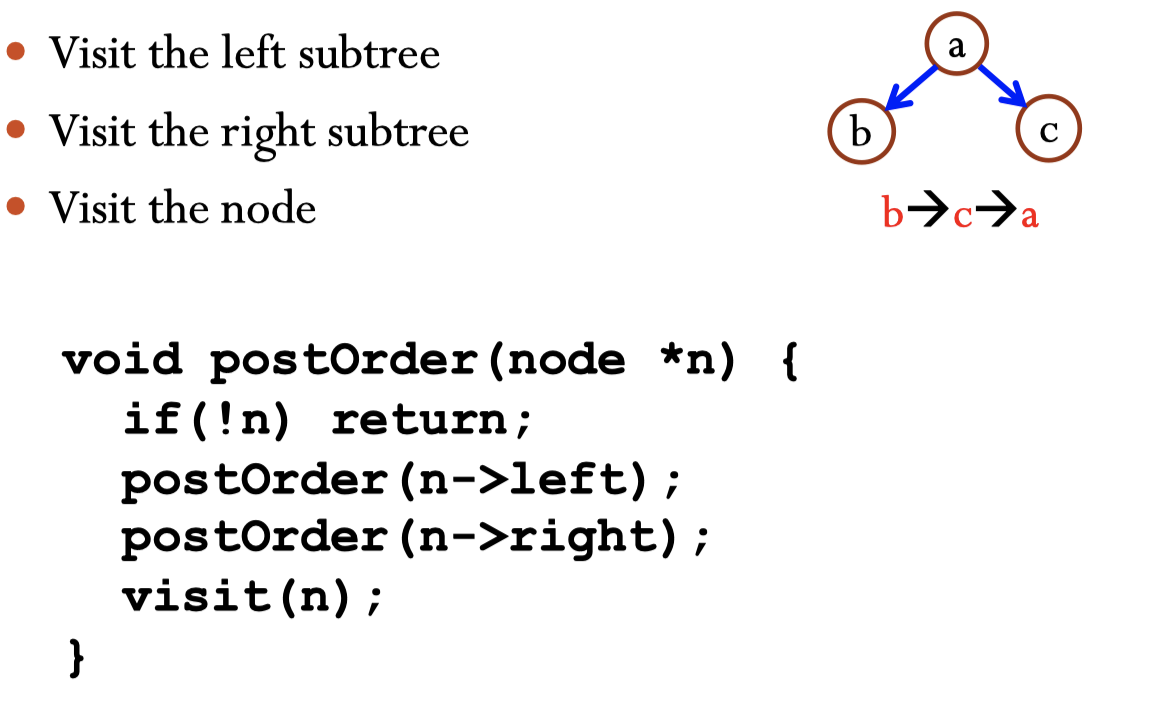 • Visit the left subtree
• Visit the right subtree
• Visit the node
a
b
c
b→c→a
void postOrder(node *n) {
  if(!n) return;
  postOrder(n->left);
  postOrder(n->right);
  visit(n);
}